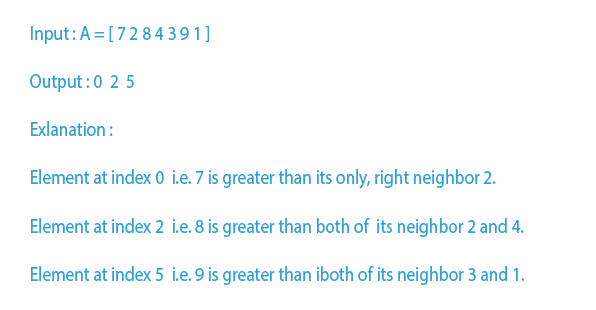 Input : A = [ 7 2 8 4 3 9 1 ]
Output : 0 2 5
Exlanation :
Element at index 0 i.e. 7 is greater than its only, right neighbor 2.
Element at index 2 i.e. 8 is greater than both of its neighbor 2 and 4.
Element at index 5 i.e. 9 is greater than iboth of its neighbor 3 and 1.